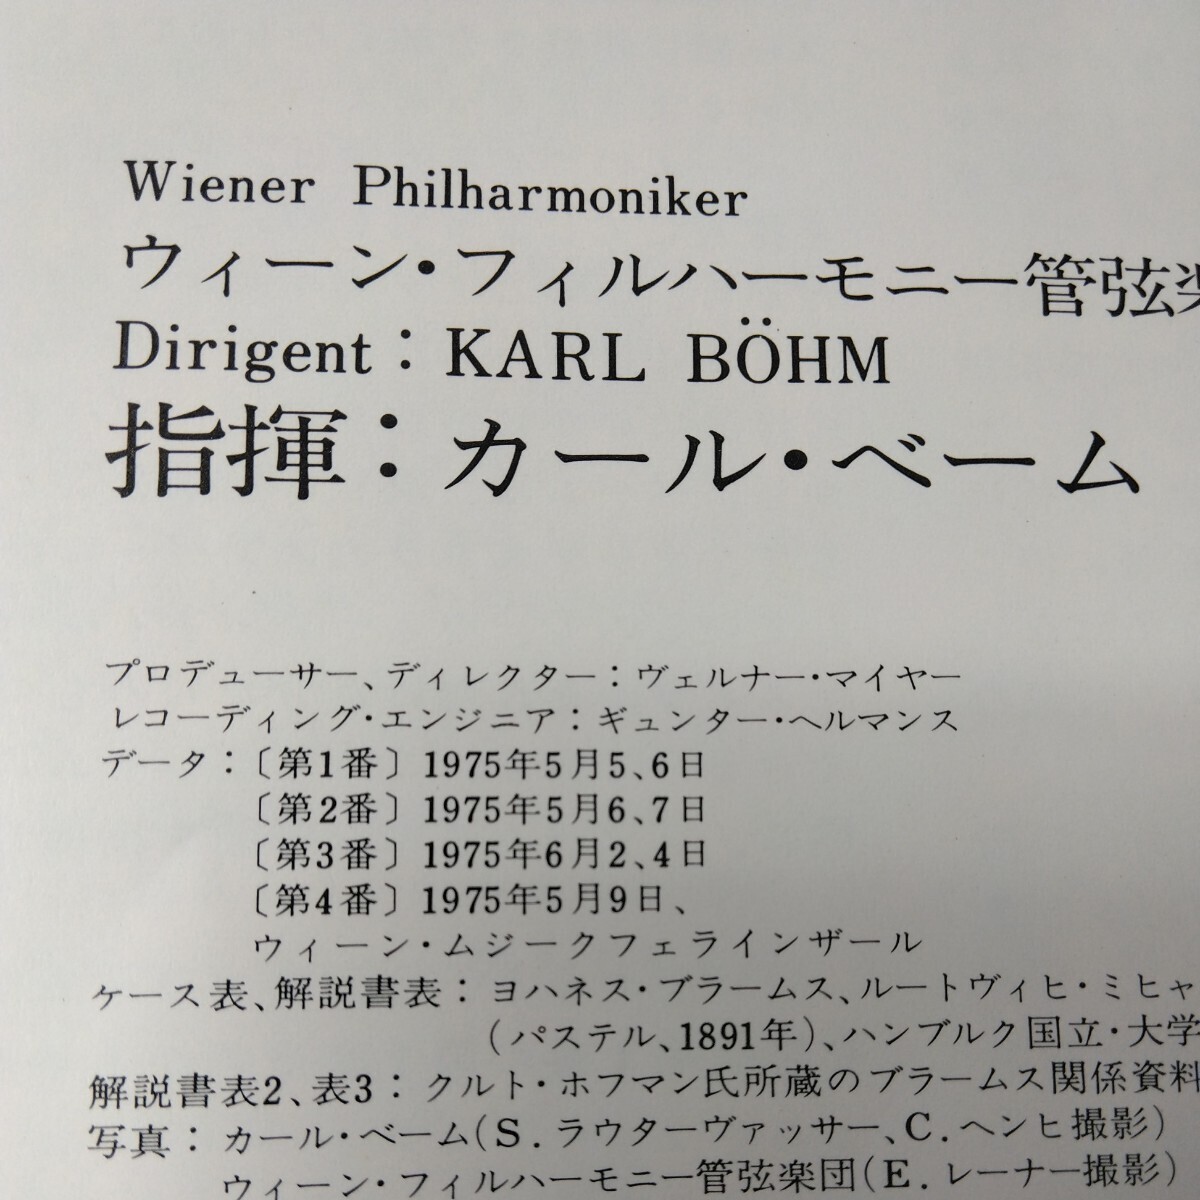 Wiener Philharmoniker
ウィーン・フィルハーモニー管弦楽
Dirigent：KARL BÖHM
指揮：カール・ベーム
プロデューサー、ディレクター：ヴェルナー・マイヤー
レコーディング・エンジニア：ギュンター・ヘルマンス
データ：〔第1番〕1975年5月5、6日
〔第2番〕1975年5月6、7日
〔第3番〕1975年6月2、4日
〔第4番〕1975年5月9日、
ウィーン・ムジークフェラインザール
ケース表、解説書表：ヨハネス・ブラームス、ルートヴィヒ・ミヒャ
(パステル、1891年)、ハンブルク国立・大学
解説書表2、表3：クルト・ホフマン氏所蔵のブラームス関係資料
写真：カール・ベーム(S.ラウターヴァッサー、C.ヘンヒ撮影)
ウィーン・フィルハーモニー管弦楽団(E.レーナー撮影)